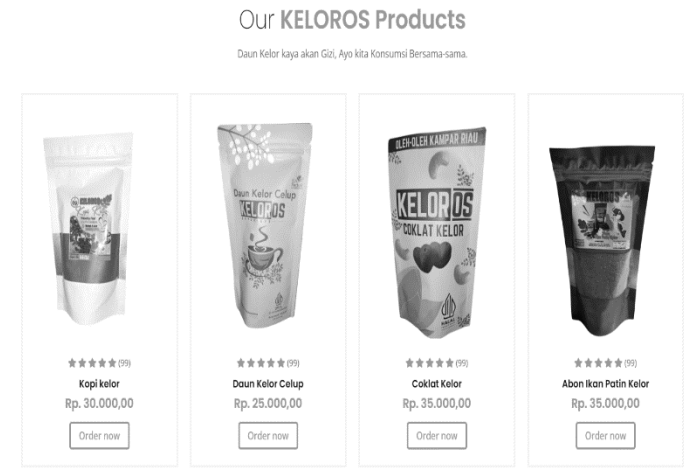 Our KELOROS Products
Daun Kelor kaya akan Gizi, Ayo kita Konsumsi Bersama-sama.
KELOROS
Daun Kelor Celup
KELOROS
OLEH-OLEH KAMPAR RIAU
KELOROS
COKLAT KELOR
KELOROS
(99)
Kopi kelor
Rp. 30.000,00
Order now
(99)
Daun Kelor Celup
Rp. 25.000,00
Order now
(99)
Coklat Kelor
Rp. 35.000,00
Order now
(99)
Abon Ikan Patin Kelor
Rp. 35.000,00
Order now